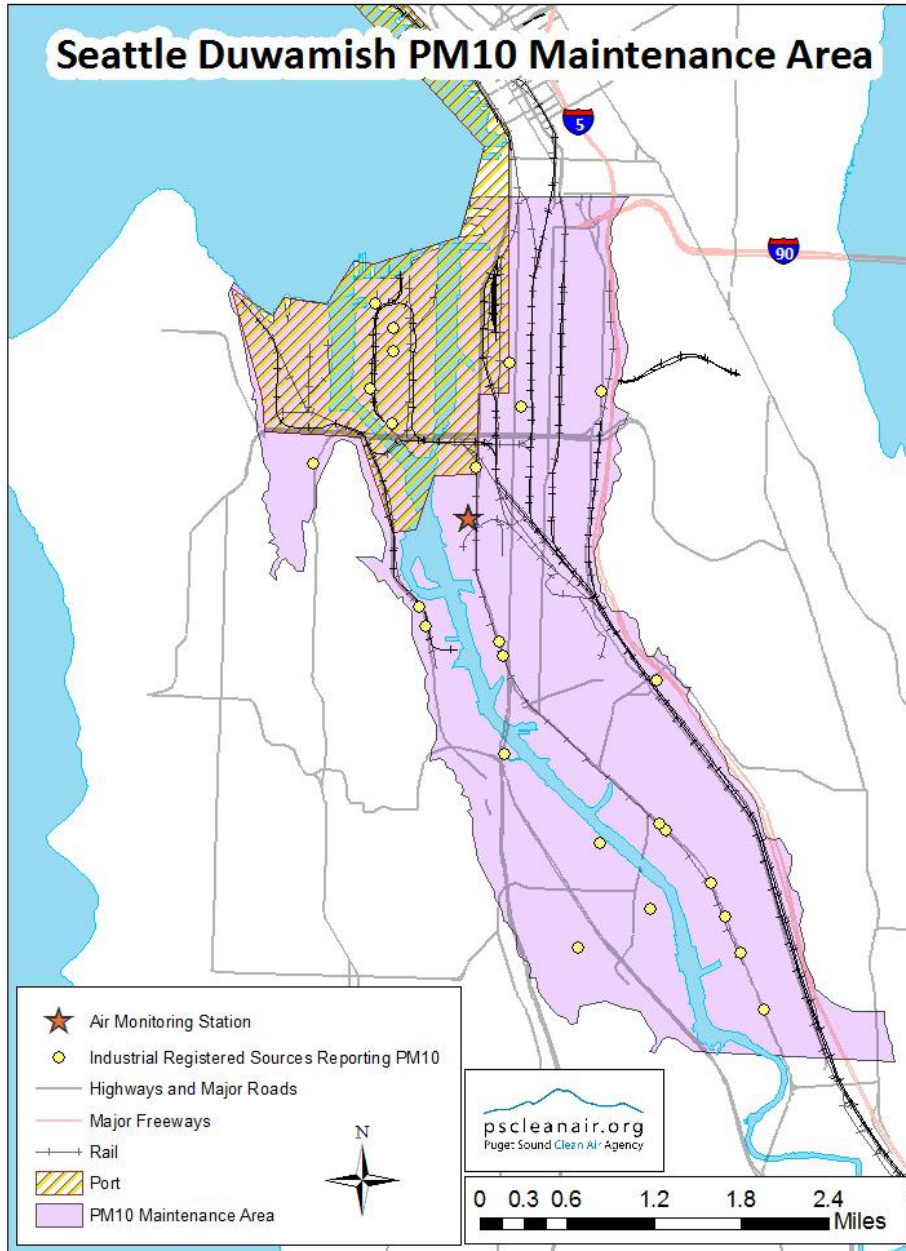 Seattle Duwamish PM10 Maintenance Area
5
90
Air Monitoring Station
Industrial Registered Sources Reporting PM10
Highways and Major Roads
Major Freeways
Rail
Port
PM10 Maintenance Area
N
pscleanair.org
Puget Sound Clean Air Agency
0 0.3 0.6 1.2 1.8 2.4
Miles